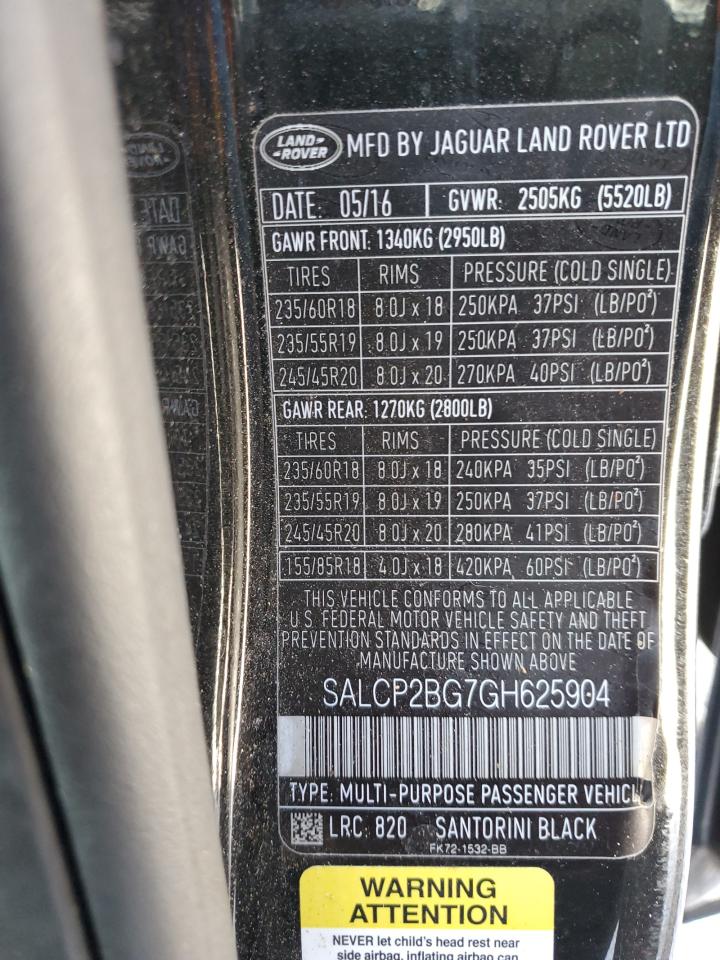 LAND-
-ROVER
MFD BY JAGUAR LAND ROVER LTD
DATE: 05/16 GVWR: 2505KG (5520LB)
GAWR FRONT: 1340KG (2950LB)
TIRES RIMS PRESSURE (COLD SINGLE)
235/60R18 8.0J x 18 250KPA 37PSI (LB/PO²)
235/55R19 8.0J x 19 250KPA 37PSI (LB/PO²)
245/45R20 8.0J x 20 270KPA 40PSI (LB/PO²)
GAWR REAR: 1270KG (2800LB)
TIRES RIMS PRESSURE (COLD SINGLE)
235/60R18 8.0J x 18 240KPA 35PSI (LB/PO²)
235/55R19 8.0J x 19 250KPA 37PSI (LB/PO²)
245/45R20 8.0J x 20 280KPA 41PSI (LB/PO²)
155/85R18 4.0J x 18 420KPA 60PSI (LB/PO²)
THIS VEHICLE CONFORMS TO ALL APPLICABLE
U.S. FEDERAL MOTOR VEHICLE SAFETY AND THEFT
PREVENTION STANDARDS IN EFFECT ON THE DATE OF
MANUFACTURE SHOWN ABOVE
SALCP2BG7GH625904
TYPE: MULTI-PURPOSE PASSENGER VEHICL
LRC: 820 SANTORINI BLACK
FK72-1532-BB
WARNING
ATTENTION
NEVER let child's head rest near
side airbag, inflating airbag can